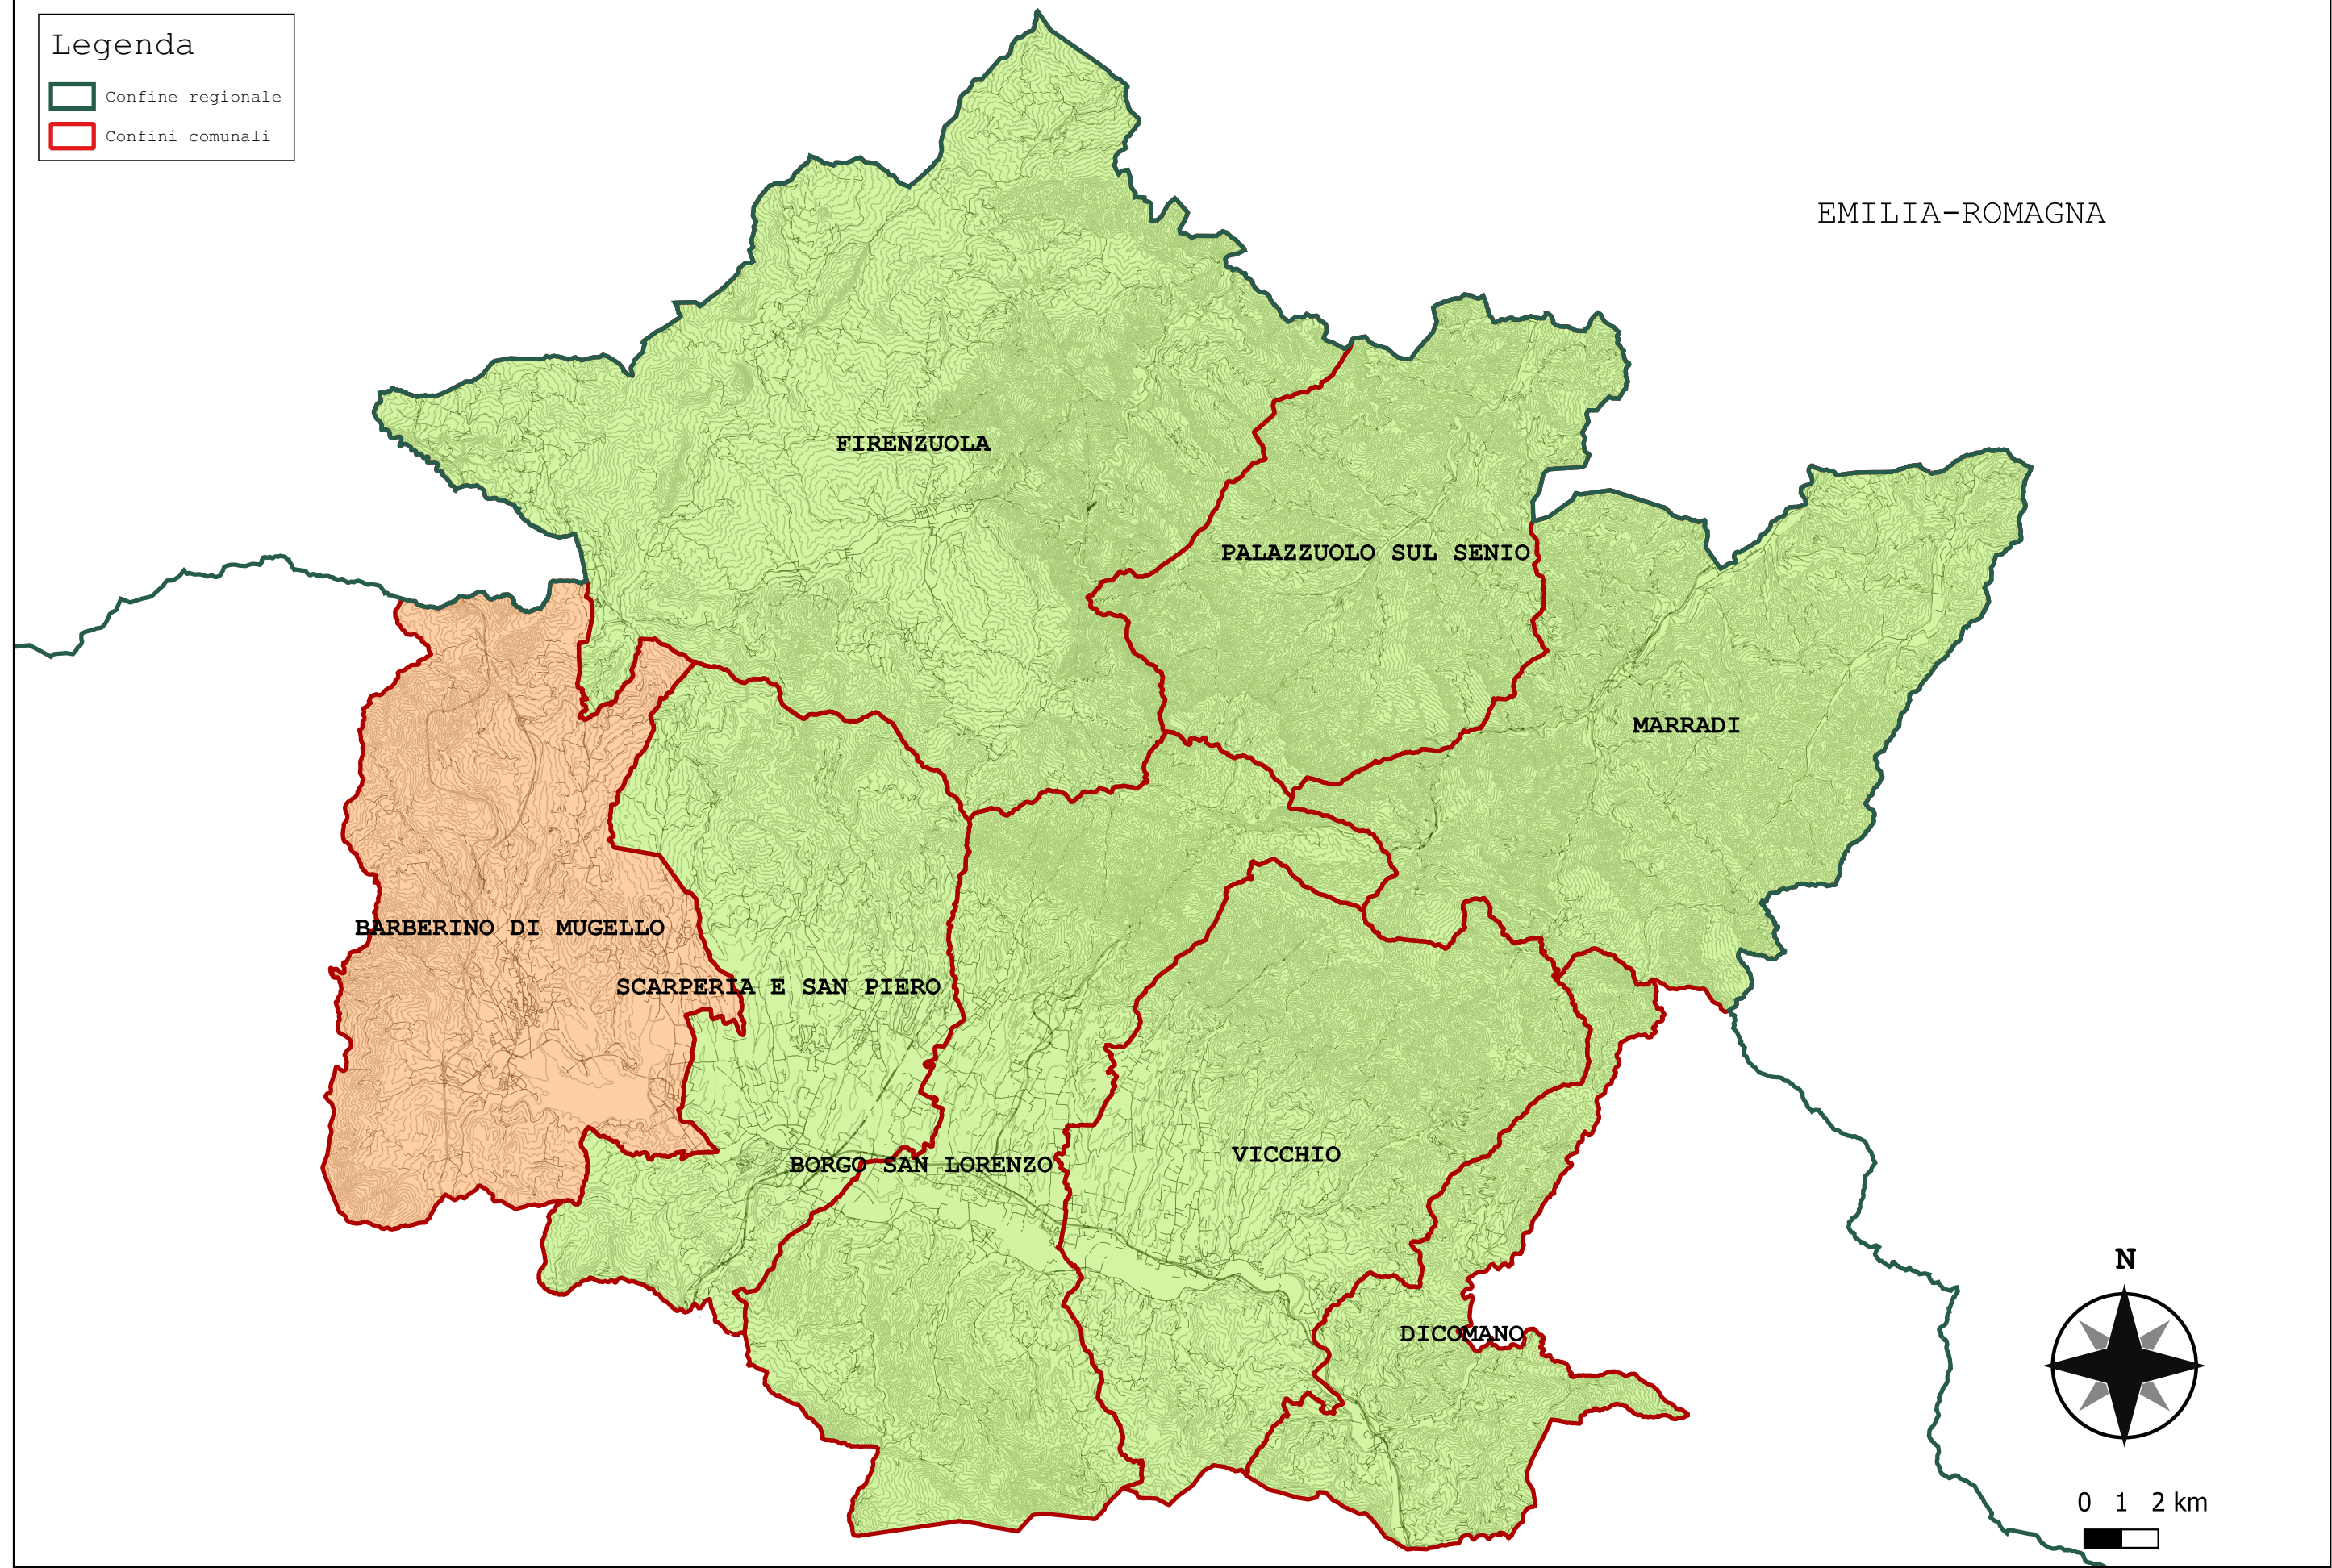 Legenda
Confine regionale
Confini comunali
EMILIA-ROMAGNA
FIRENZUOLA
PALAZZUOLO SUL SENIO
MARRADI
BARBERINO DI MUGELLO
SCARPERIA E SAN PIERO
BORGO SAN LORENZO
VICCHIO
DICOMANO
N
0 1 2 km